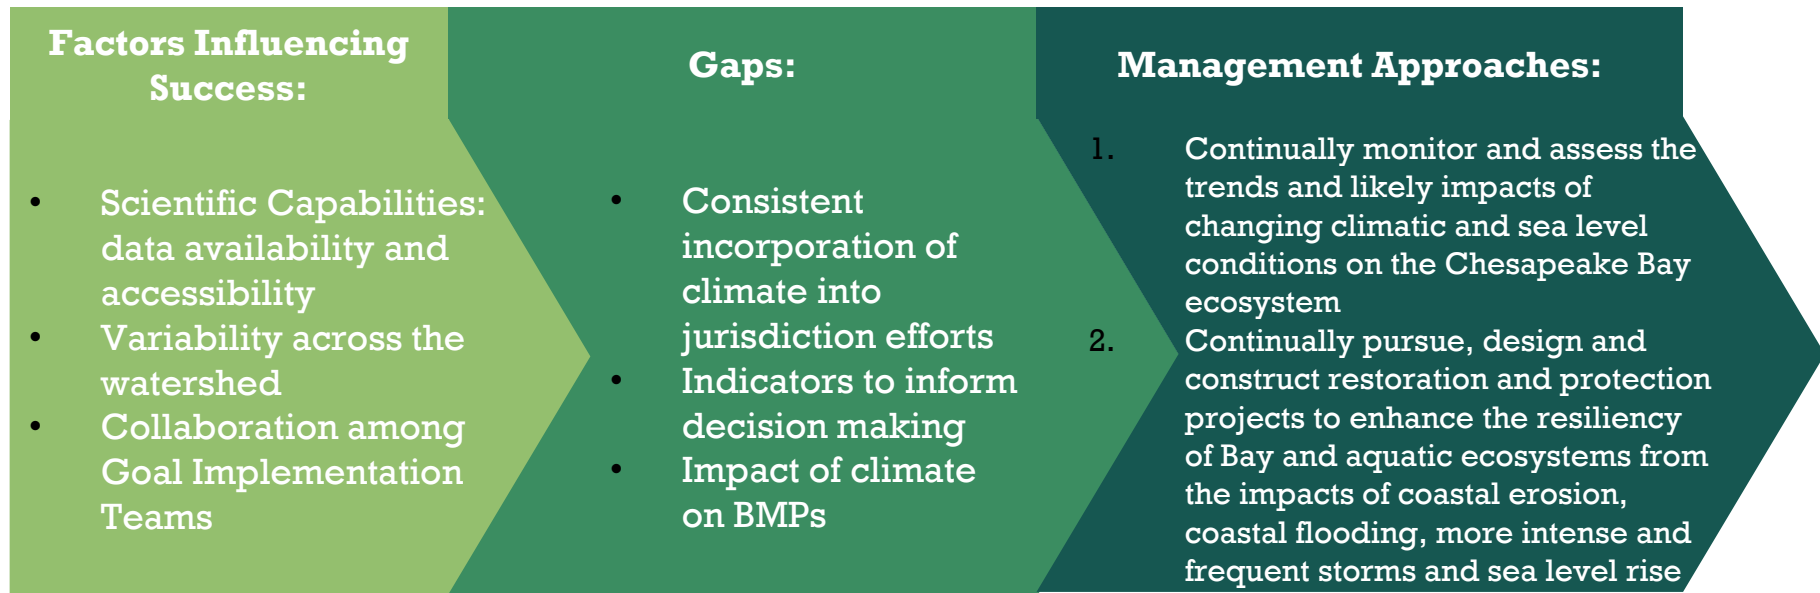 Factors Influencing
Success:
• Scientific Capabilities:
data availability and
accessibility
• Variability across the
watershed
• Collaboration among
Goal Implementation
Teams
Gaps:
• Consistent
incorporation of
climate into
jurisdiction efforts
• Indicators to inform
decision making
• Impact of climate
on BMPs
Management Approaches:
1. Continually monitor and assess the
trends and likely impacts of
changing climatic and sea level
conditions on the Chesapeake Bay
ecosystem
2. Continually pursue, design and
construct restoration and protection
projects to enhance the resiliency
of Bay and aquatic ecosystems from
the impacts of coastal erosion,
coastal flooding, more intense and
frequent storms and sea level rise